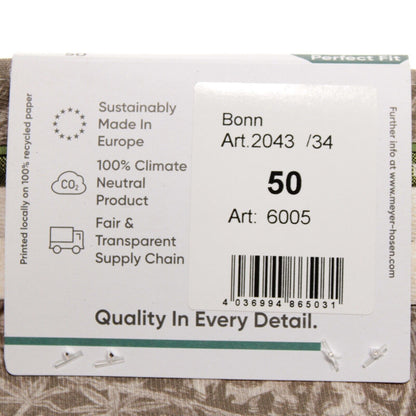 50
Perfect Fit
Sustainably
Made In
Europe
100% Climate
Neutral
Product
CO₂
Fair &
Transparent
Supply Chain
Printed locally on 100% recycled paper
Bonn
Art.2043 /34
50
Art: 6005
4 036994 865031
Further info at www.meyer-hosen.com
Quality In Every Detail.